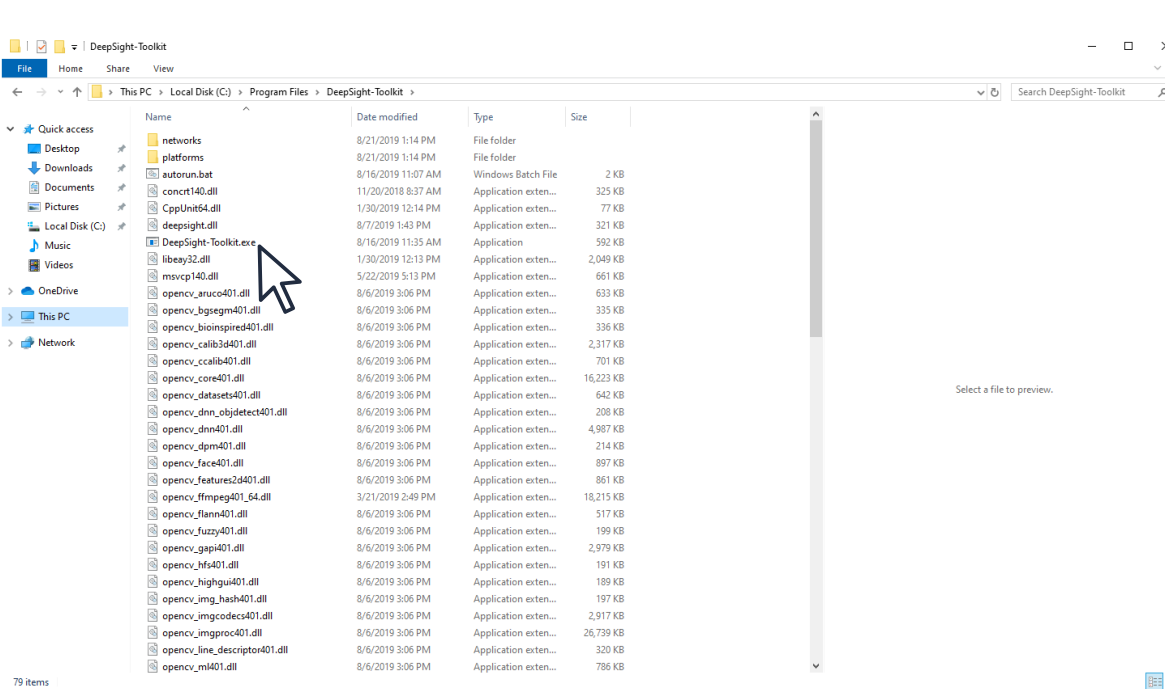 DeepSight-Toolkit
File Home Share View
This PC > Local Disk (C:) > Program Files > DeepSight-Toolkit >
Search DeepSight-Toolkit
Quick access
Desktop
Downloads
Documents
Pictures
Local Disk (C:)
Music
Videos
OneDrive
This PC
Network
Name Date modified Type Size
networks 8/21/2019 1:14 PM File folder
platforms 8/21/2019 1:14 PM File folder
autorun.bat 8/16/2019 11:07 AM Windows Batch File 2 KB
concrt140.dll 11/20/2018 8:37 AM Application exten... 325 KB
CppUnit64.dll 1/30/2019 12:14 PM Application exten... 77 KB
deepsight.dll 8/7/2019 1:43 PM Application exten... 321 KB
DeepSight-Toolkit.exe 8/16/2019 11:35 AM Application 592 KB
libeay32.dll 1/30/2019 12:13 PM Application exten... 2,049 KB
msvcp140.dll 5/22/2019 5:13 PM Application exten... 661 KB
opencv_aruco401.dll 8/6/2019 3:06 PM Application exten... 633 KB
opencv_bgsegm401.dll 8/6/2019 3:06 PM Application exten... 335 KB
opencv_bioinspired401.dll 8/6/2019 3:06 PM Application exten... 336 KB
opencv_calib3d401.dll 8/6/2019 3:06 PM Application exten... 2,317 KB
opencv_ccalib401.dll 8/6/2019 3:06 PM Application exten... 701 KB
opencv_core401.dll 8/6/2019 3:06 PM Application exten... 16,223 KB
opencv_datasets401.dll 8/6/2019 3:06 PM Application exten... 642 KB
opencv_dnn_objdetect401.dll 8/6/2019 3:06 PM Application exten... 208 KB
opencv_dnn401.dll 8/6/2019 3:06 PM Application exten... 4,987 KB
opencv_dpm401.dll 8/6/2019 3:06 PM Application exten... 214 KB
opencv_face401.dll 8/6/2019 3:06 PM Application exten... 897 KB
opencv_features2d401.dll 8/6/2019 3:06 PM Application exten... 861 KB
opencv_ffmpeg401_64.dll 3/21/2019 2:49 PM Application exten... 18,215 KB
opencv_flann401.dll 8/6/2019 3:06 PM Application exten... 517 KB
opencv_fuzzy401.dll 8/6/2019 3:06 PM Application exten... 199 KB
opencv_gapi401.dll 8/6/2019 3:06 PM Application exten... 2,979 KB
opencv_hfs401.dll 8/6/2019 3:06 PM Application exten... 191 KB
opencv_highgui401.dll 8/6/2019 3:06 PM Application exten... 189 KB
opencv_img_hash401.dll 8/6/2019 3:06 PM Application exten... 197 KB
opencv_imgcodecs401.dll 8/6/2019 3:06 PM Application exten... 2,917 KB
opencv_imgproc401.dll 8/6/2019 3:06 PM Application exten... 26,739 KB
opencv_line_descriptor401.dll 8/6/2019 3:06 PM Application exten... 320 KB
opencv_ml401.dll 8/6/2019 3:06 PM Application exten... 786 KB
Select a file to preview.
79 items